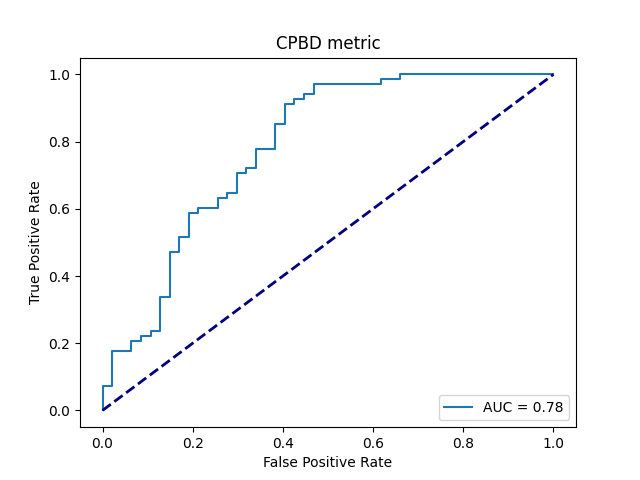 CPBD metric
1.0
0.8
0.6
0.4
0.2
0.0
True Positive Rate
0.0 0.2 0.4 0.6 0.8 1.0
False Positive Rate
AUC = 0.78